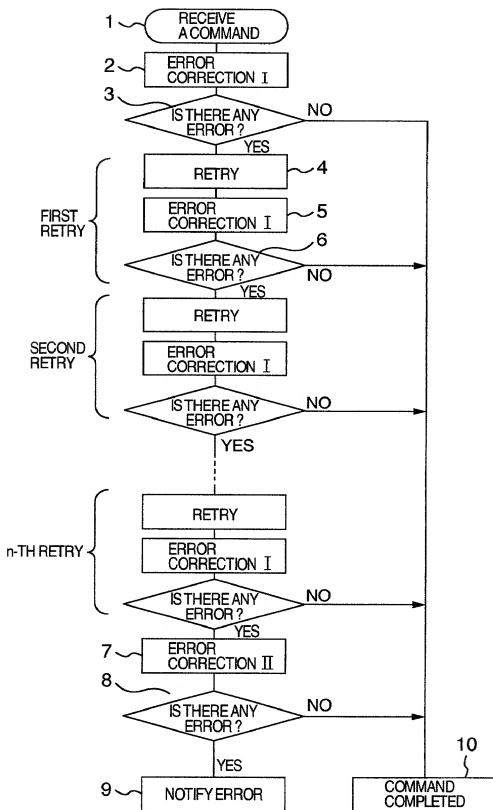 1
RECEIVE
A COMMAND
2
ERROR
CORRECTION I
3
IS THERE ANY
ERROR ?
NO
YES
FIRST
RETRY
RETRY
4
ERROR
CORRECTION I
5
6
IS THERE ANY
ERROR?
NO
YES
SECOND
RETRY
RETRY
ERROR
CORRECTION I
IS THERE ANY
ERROR?
NO
YES
n-TH RETRY
RETRY
ERROR
CORRECTION I
IS THERE ANY
ERROR?
NO
YES
7
ERROR
CORRECTION II
8
IS THERE ANY
ERROR?
NO
YES
9
NOTIFY ERROR
10
COMMAND
COMPLETED